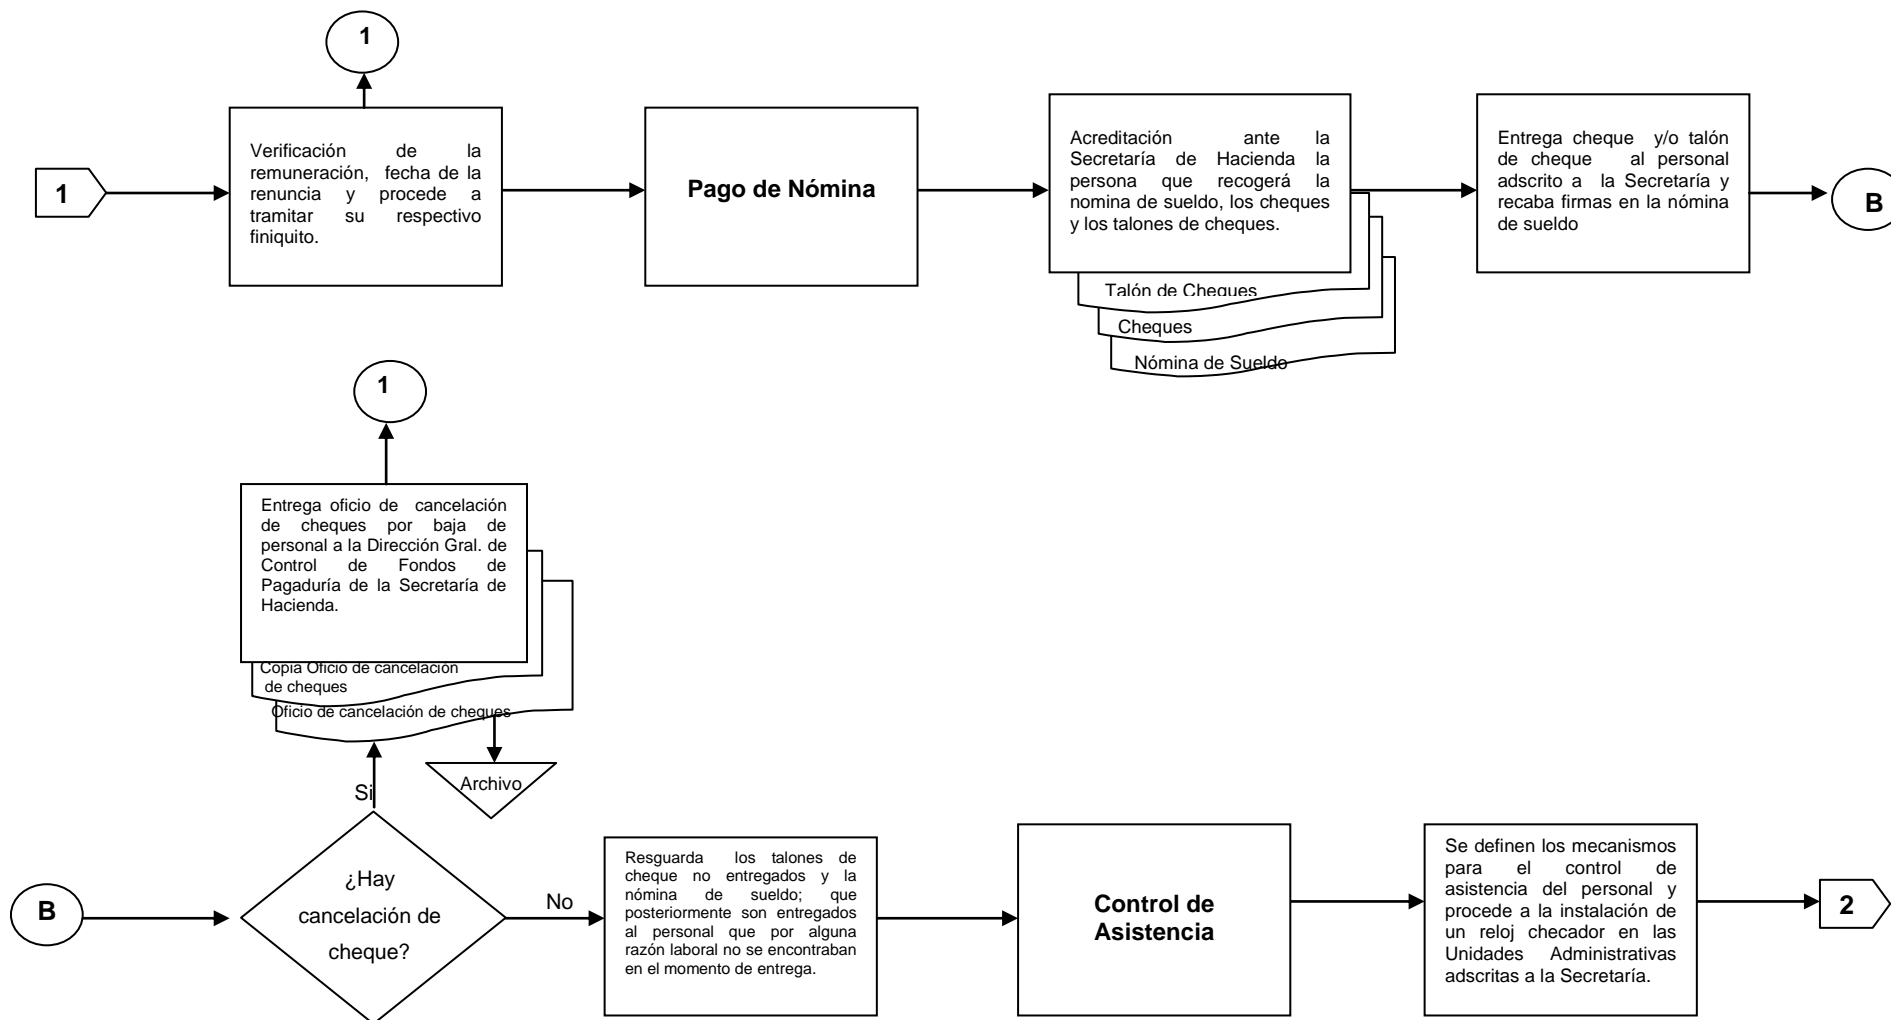 1
1
Verificación de la
remuneración, fecha de la
renuncia y procede a
tramitar su respectivo
finiquito.
Pago de Nómina
Acreditación ante la
Secretaría de Hacienda la
persona que recogerá la
nomina de sueldo, los cheques
y los talones de cheques.
Talón de Cheques
Cheques
Nómina de Sueldo
Entrega cheque y/o talón
de cheque al personal
adscrito a la Secretaría y
recaba firmas en la nómina
de sueldo
B
1
Entrega oficio de cancelación
de cheques por baja de
personal a la Dirección Gral. de
Control de Fondos de
Pagaduría de la Secretaría de
Hacienda.
Copia Oficio de cancelación
de cheques
Oficio de cancelación de cheques
Archivo
Si
B
¿Hay
cancelación de
cheque?
No
Resguarda los talones de
cheque no entregados y la
nómina de sueldo; que
posteriormente son entregados
al personal que por alguna
razón laboral no se encontraban
en el momento de entrega.
Control de
Asistencia
Se definen los mecanismos
para el control de
asistencia del personal y
procede a la instalación de
un reloj checador en las
Unidades Administrativas
adscritas a la Secretaría.
2